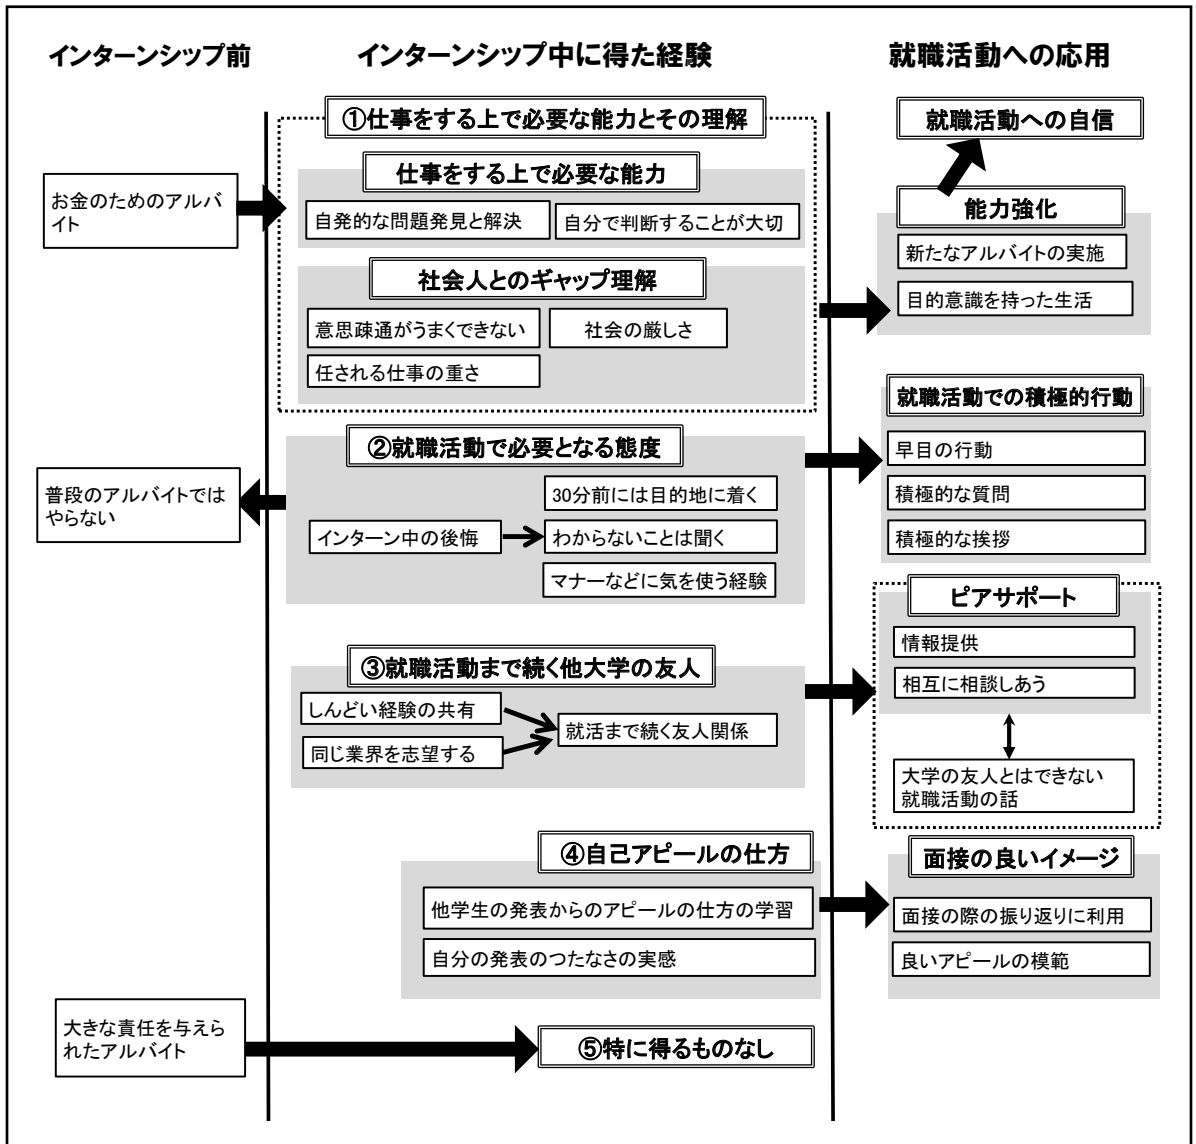 インターンシップ前
インターンシップ中に得た経験
就職活動への応用
①仕事をする上で必要な能力とその理解
仕事をする上で必要な能力
お金のためのアルバ
イト
自発的な問題発見と解決
自分で判断することが大切
社会人とのギャップ理解
意思疎通がうまくできない
社会の厳しさ
任される仕事の重さ
就職活動への自信
能力強化
新たなアルバイトの実施
目的意識を持った生活
②就職活動で必要となる態度
普段のアルバイトでは
やらない
インターン中の後悔
30分前には目的地に着く
わからないことは聞く
マナーなどに気を使う経験
就職活動での積極的行動
早目の行動
積極的な質問
積極的な挨拶
③就職活動まで続く他大学の友人
しんどい経験の共有
同じ業界を志望する
就活まで続く友人関係
ピアサポート
情報提供
相互に相談しあう
大学の友人とはできない
就職活動の話
④自己アピールの仕方
他学生の発表からのアピールの仕方の学習
自分の発表のつたなさの実感
面接の良いイメージ
面接の際の振り返りに利用
良いアピールの模範
大きな責任を与えら
れたアルバイト
⑤特に得るものなし